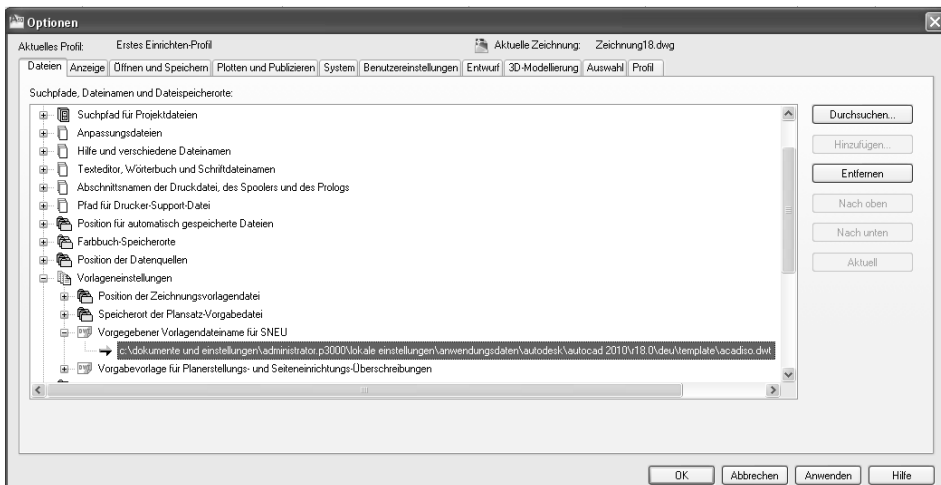 Optionen
Aktuelles Profil: Erstes Einrichten-Profil Aktuelle Zeichnung: Zeichnung18.dwg
Dateien Anzeige Öffnen und Speichern Plotten und Publizieren System Benutzereinstellungen Entwurf 3D-Modellierung Auswahl Profil
Suchpfade, Dateinamen und Dateispeicherorte:
Suchpfad für Projektdateien
Anpassungsdateien
Hilfe und verschiedene Dateinamen
Texteditor, Wörterbuch und Schriftdateinamen
Abschnittsnamen der Druckdatei, des Spoolers und des Prologs
Pfad für Drucker-Support-Datei
Position für automatisch gespeicherte Dateien
Farbbuch-Speicherorte
Position der Datenquellen
Vorlageneinstellungen
Position der Zeichnungsvorlagendatei
Speicherort der Plansatz-Vorgabedatei
Vorgegebener Vorlagendateiname für SNEU
c:\dokumente und einstellungen\administrator.p3000\lokale einstellungen\anwendungsdaten\autodesk\autocad 2010\r18.0\deu\template\acadiso.dwt
Vorgabevorlage für Planerstellungs- und Seiteneinrichtungs-Überschreibungen
Durchsuchen...
Hinzufügen...
Entfernen
Nach oben
Nach unten
Aktuell
OK Abbrechen Anwenden Hilfe